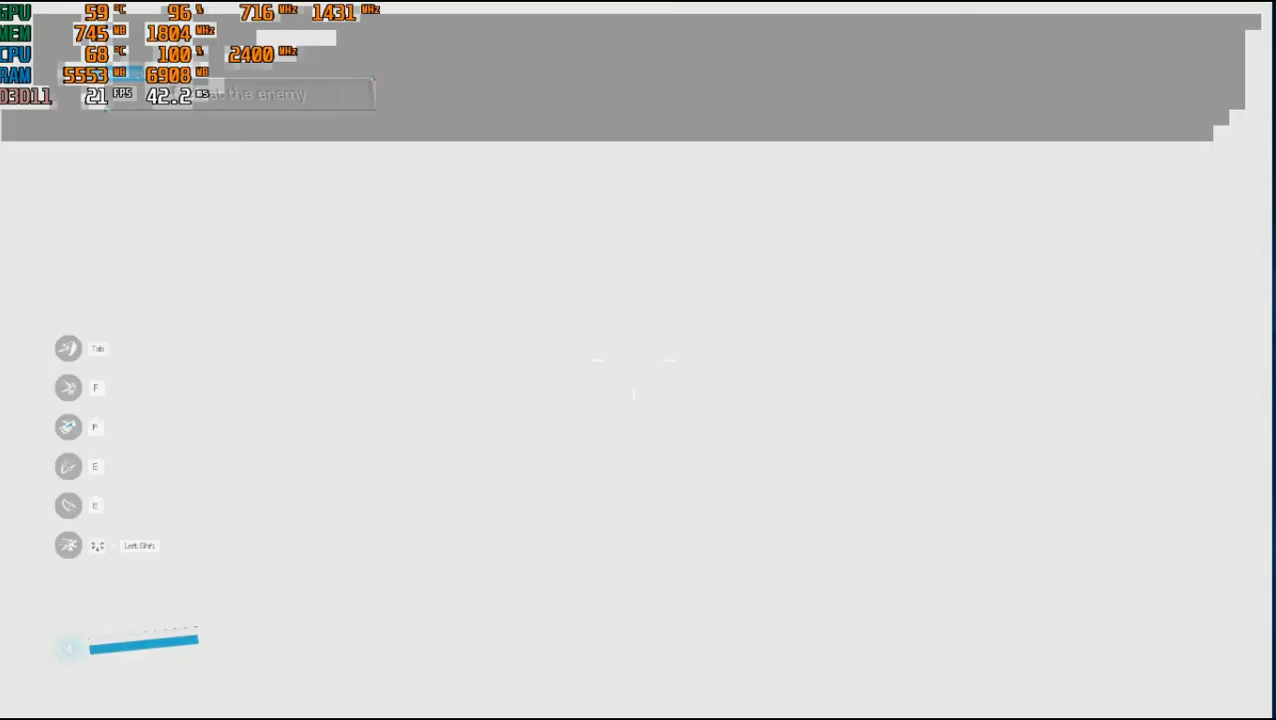 GPU 59 °C 96 % 716 MHz 1431 MHz
MEM 745 MB 1804 MHz
CPU 68 °C 100 % 2400 MHz
RAM 5553 MB 6908 MB
D3D11 21 FPS 42.2 ms
at the enemy
Tab
F
F
E
E
Left Shift